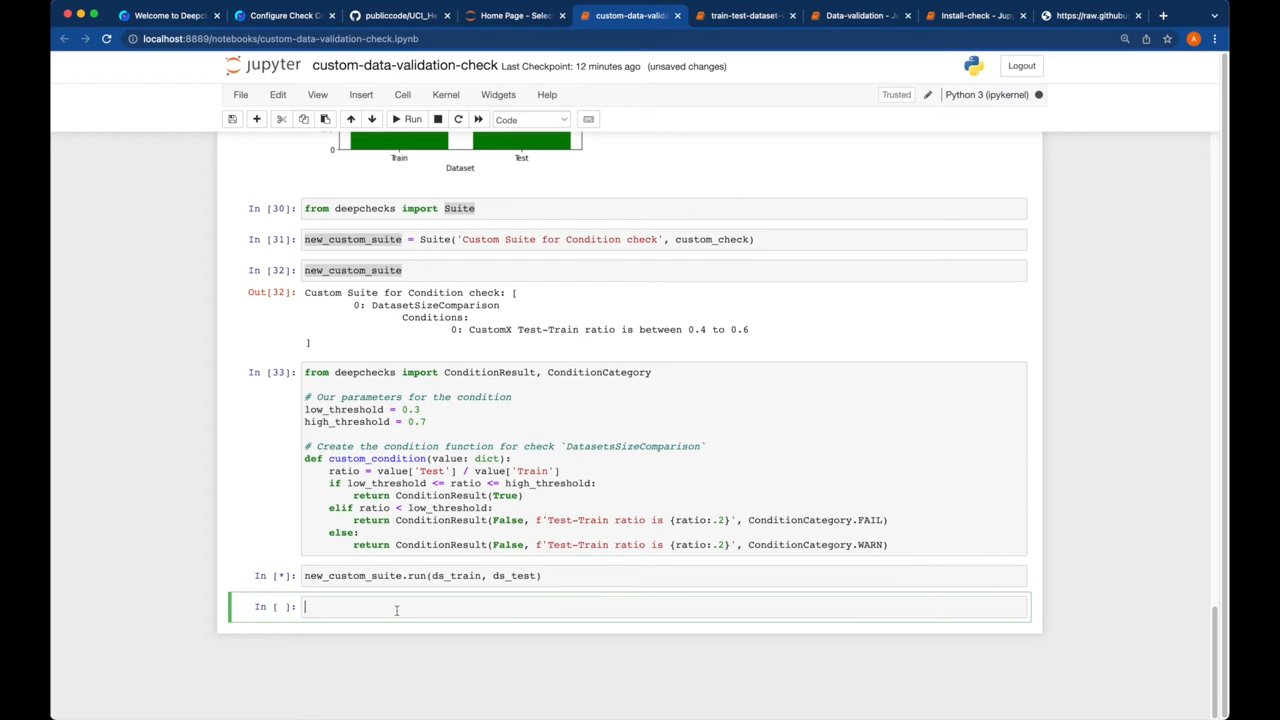 Welcome to Deepch
Configure Check C
publiccode/UCI_He
Home Page - Selec
custom-data-valid
train-test-dataset-
Data-validation - Ju
Install-check - Jup
https://raw.githubus
localhost:8889/notebooks/custom-data-validation-check.ipynb
A
jupyter custom-data-validation-check Last Checkpoint: 12 minutes ago (unsaved changes)
Logout
File Edit View Insert Cell Kernel Widgets Help
Trusted Python 3 (ipykernel)
Run Code
0
Train Test
Dataset
In [30]: from deepchecks import Suite
In [31]: new_custom_suite = Suite('Custom Suite for Condition check', custom_check)
In [32]: new_custom_suite
Out[32]: Custom Suite for Condition check: [
0: DatasetSizeComparison
Conditions:
0: CustomX Test-Train ratio is between 0.4 to 0.6
]
In [33]: from deepchecks import ConditionResult, ConditionCategory
# Our parameters for the condition
low_threshold = 0.3
high_threshold = 0.7
# Create the condition function for check `DatasetsSizeComparison`
def custom_condition(value: dict):
ratio = value['Test'] / value['Train']
if low_threshold <= ratio <= high_threshold:
return ConditionResult(True)
elif ratio < low_threshold:
return ConditionResult(False, f'Test-Train ratio is {ratio:.2}', ConditionCategory.FAIL)
else:
return ConditionResult(False, f'Test-Train ratio is {ratio:.2}', ConditionCategory.WARN)
In [*]: new_custom_suite.run(ds_train, ds_test)
In [ ]: